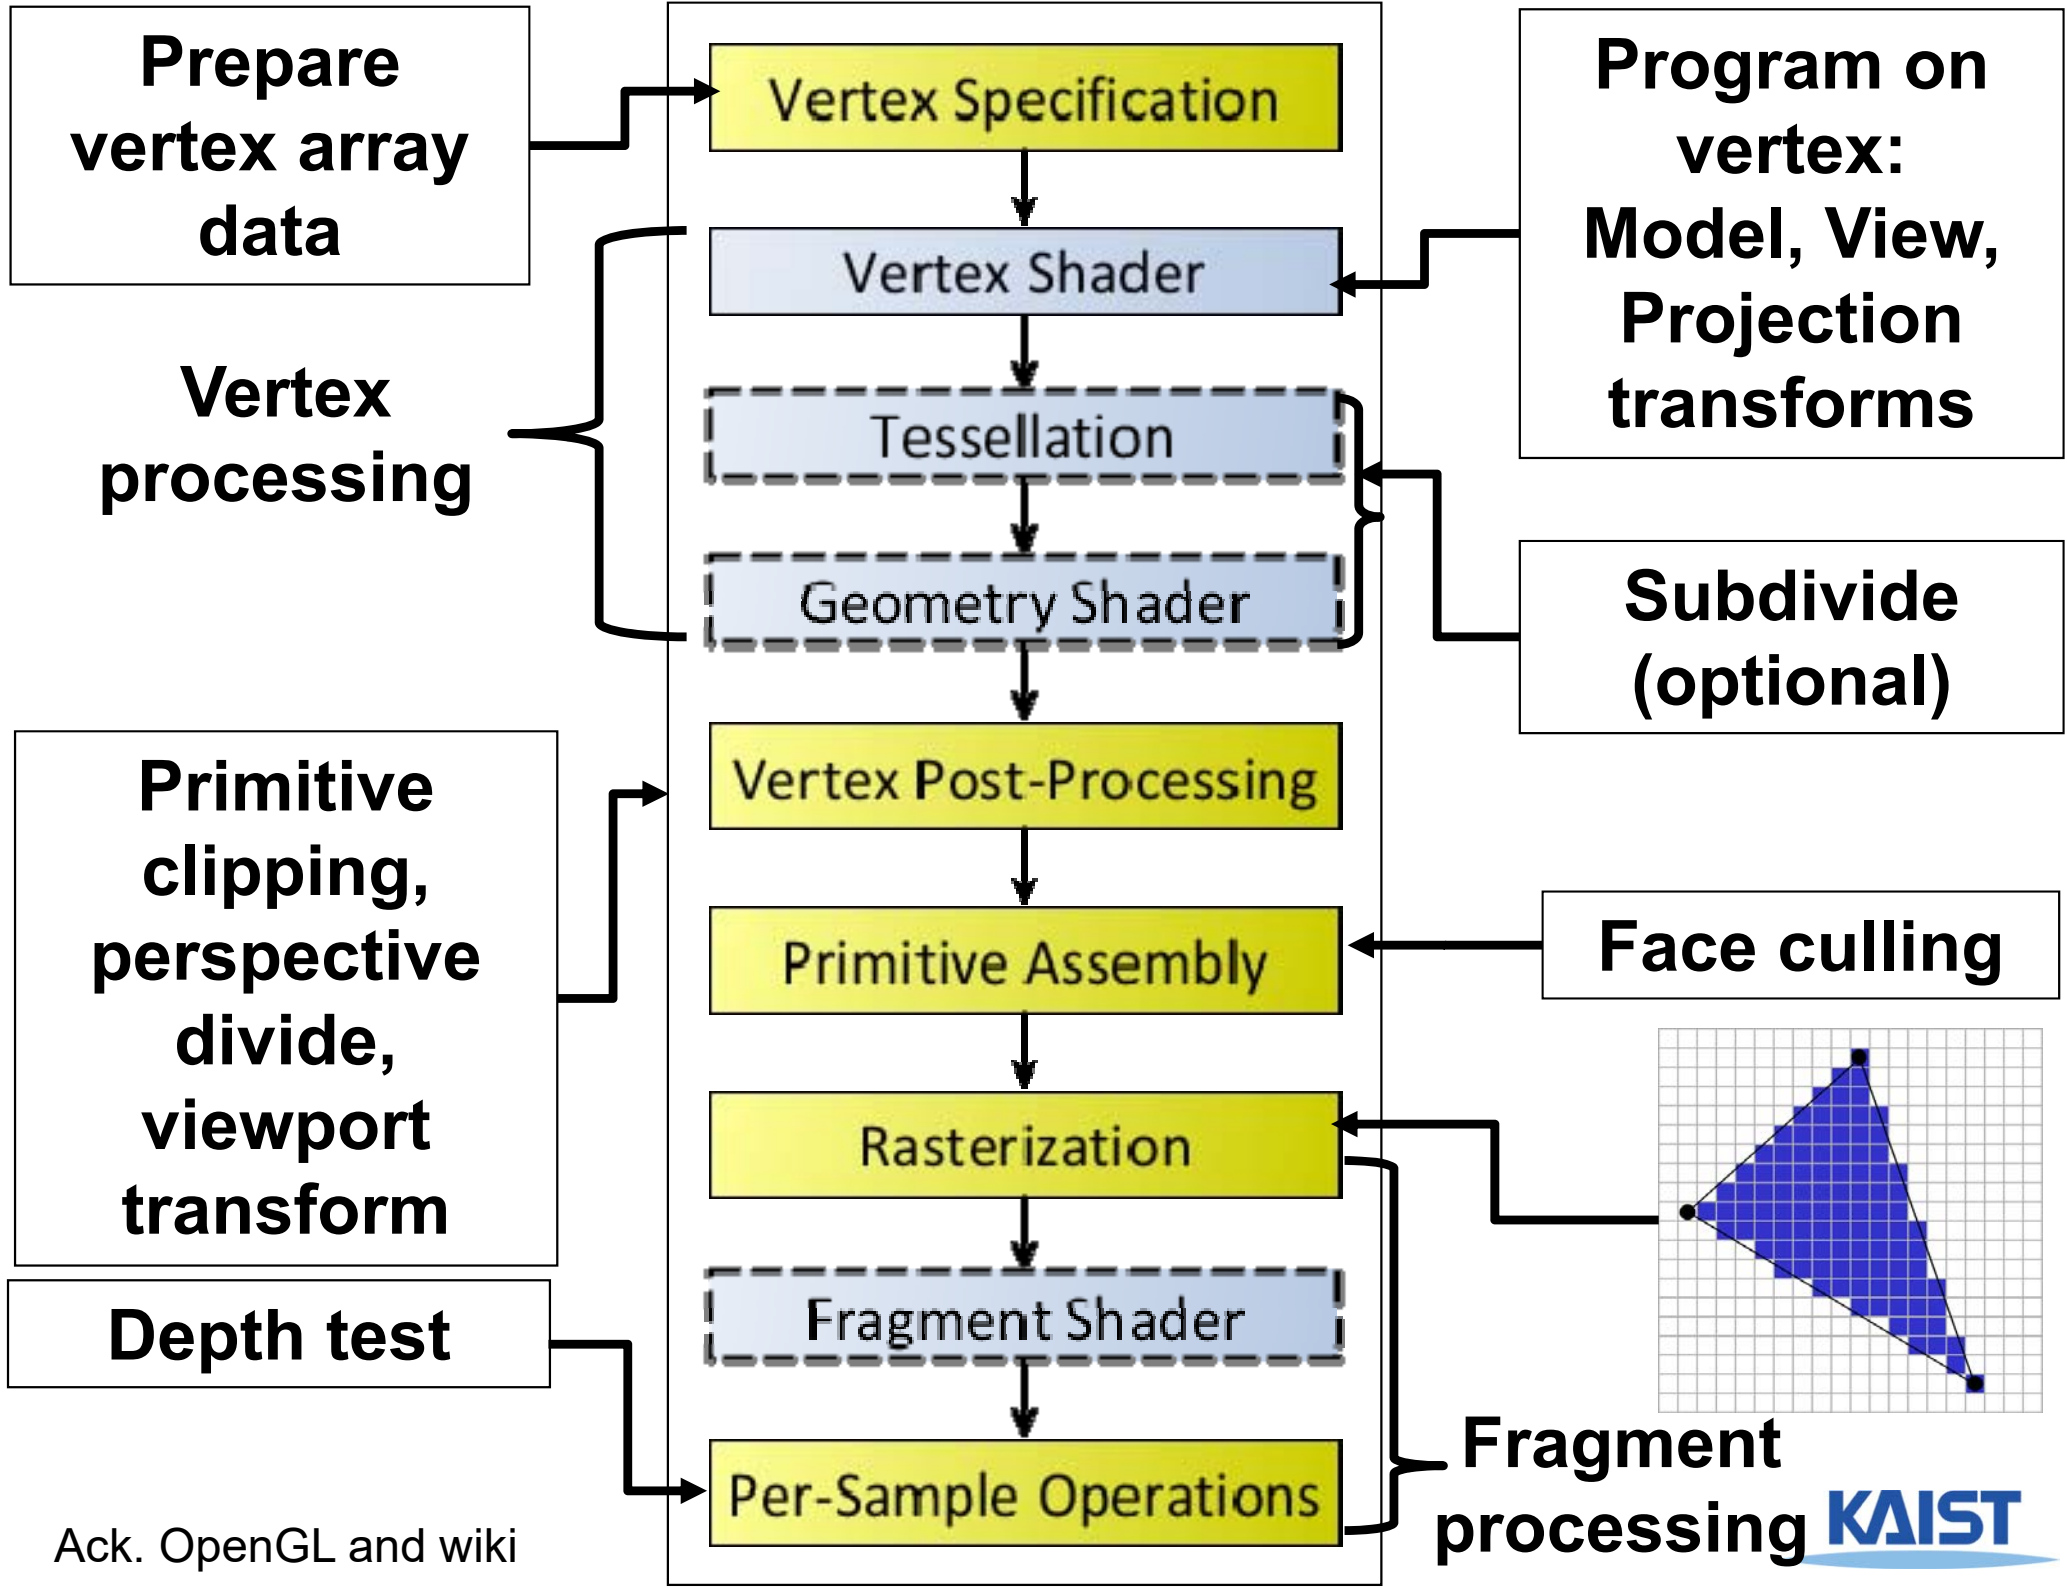 Prepare
vertex array
data
Vertex
processing
Primitive
clipping,
perspective
divide,
viewport
transform
Depth test
Ack. OpenGL and wiki
Vertex Specification
Vertex Shader
Tessellation
Geometry Shader
Vertex Post-Processing
Primitive Assembly
Rasterization
Fragment Shader
Per-Sample Operations
Program on
vertex:
Model, View,
Projection
transforms
Subdivide
(optional)
Face culling
Fragment
processing
KAIST